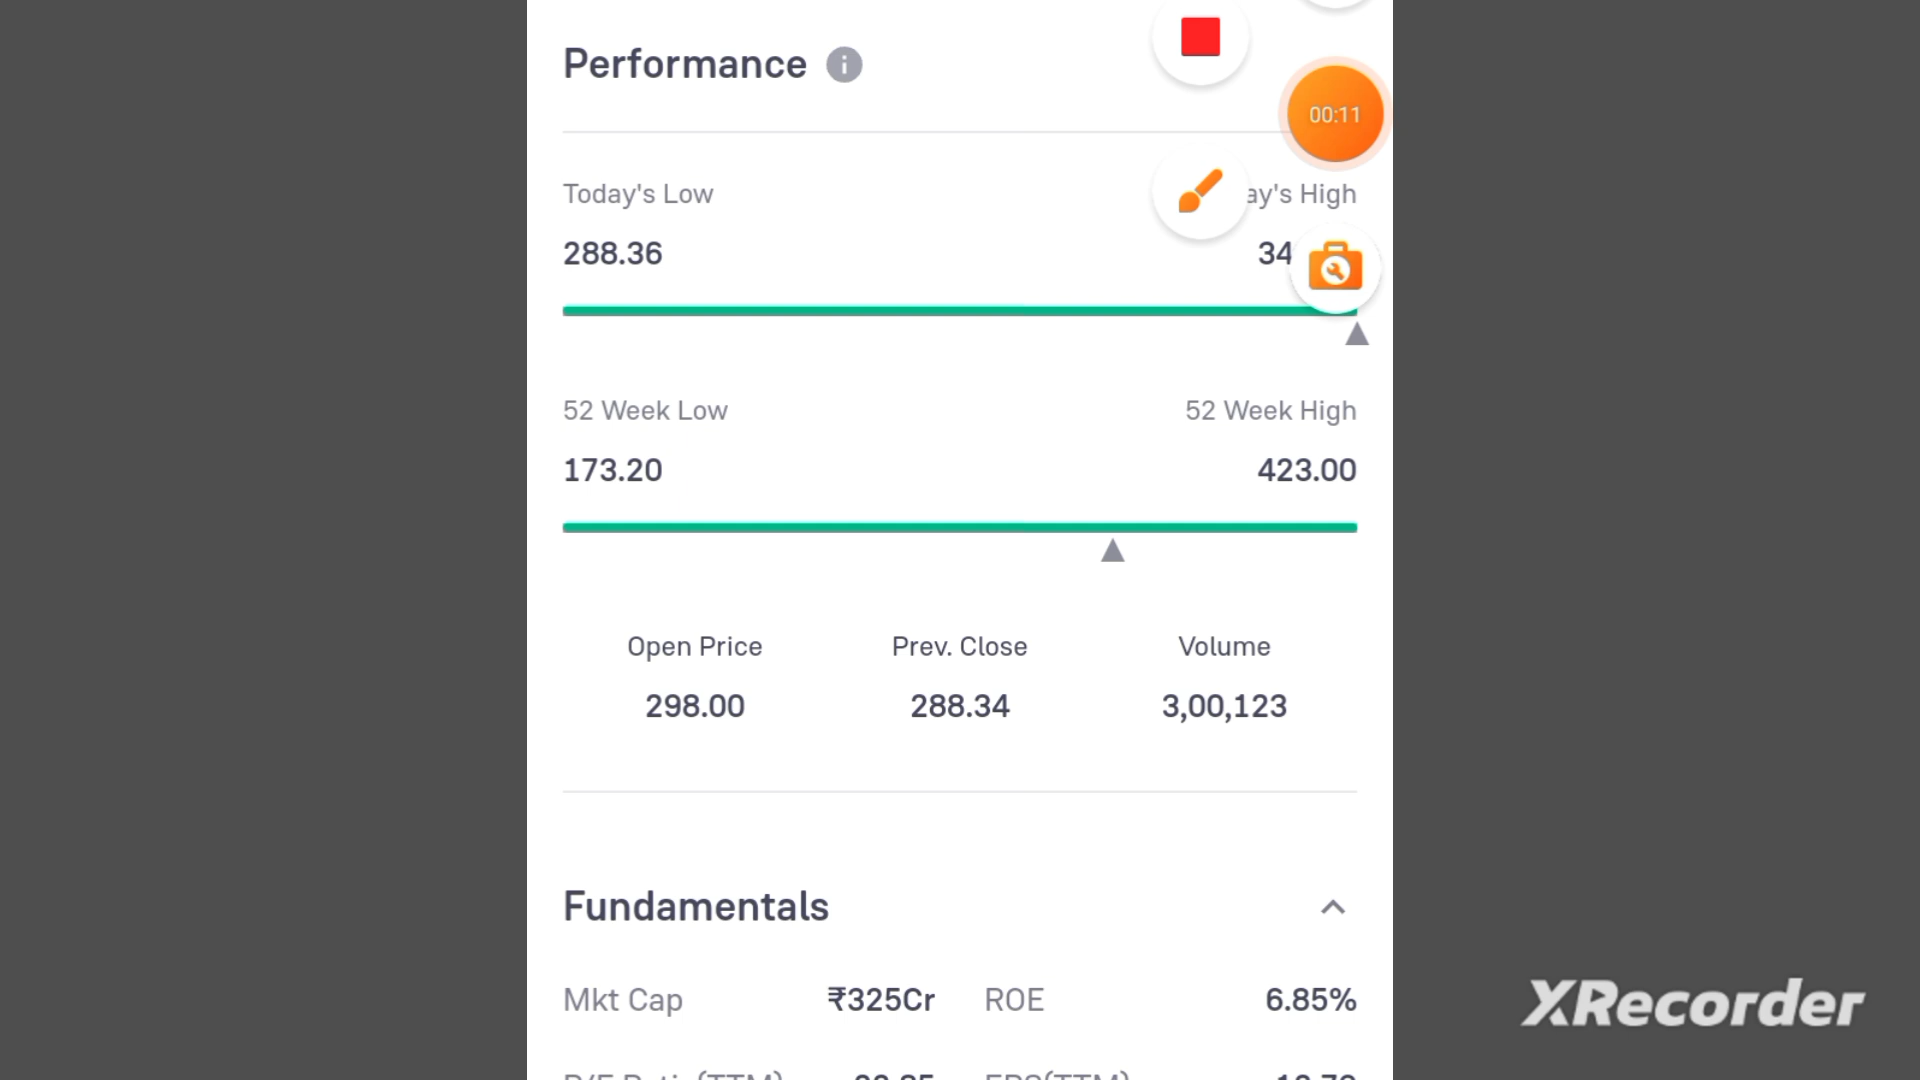 Performance
00:11
Today's Low
288.36
34
52 Week Low
52 Week High
173.20
423.00
Open Price
Prev. Close
Volume
298.00
288.34
3,00,123
Fundamentals
Mkt Cap
₹325Cr
ROE
6.85%
XRecorder